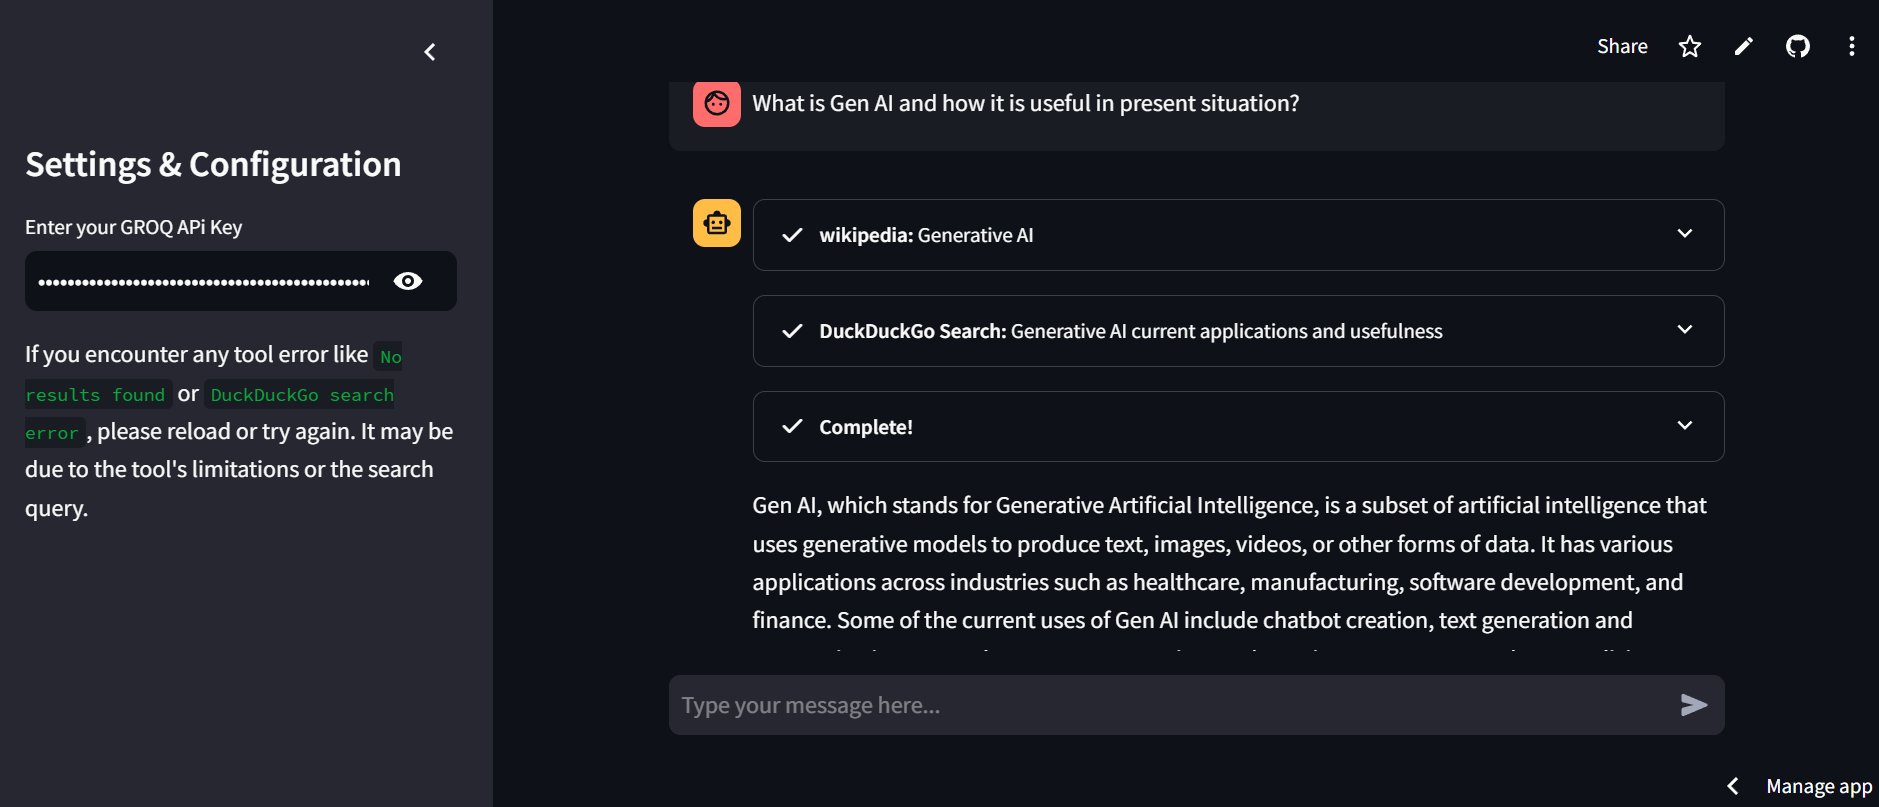 Share
Settings & Configuration
Enter your GROQ APi Key
If you encounter any tool error like No
results found or DuckDuckGo search
error , please reload or try again. It may be
due to the tool's limitations or the search
query.
What is Gen AI and how it is useful in present situation?
wikipedia: Generative AI
DuckDuckGo Search: Generative AI current applications and usefulness
Complete!
Gen AI, which stands for Generative Artificial Intelligence, is a subset of artificial intelligence that
uses generative models to produce text, images, videos, or other forms of data. It has various
applications across industries such as healthcare, manufacturing, software development, and
finance. Some of the current uses of Gen AI include chatbot creation, text generation and
Type your message here...
Manage app